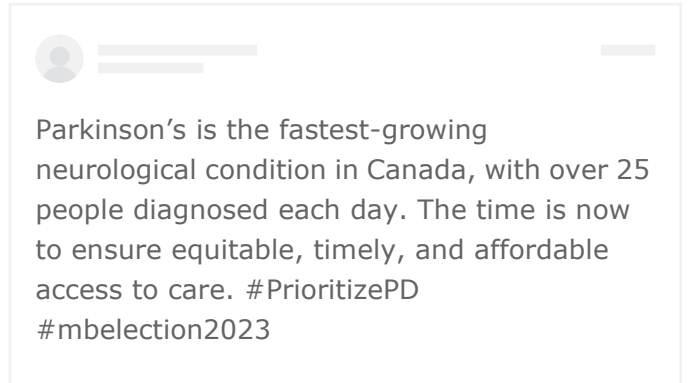 Parkinson’s is the fastest-growing
neurological condition in Canada, with over 25
people diagnosed each day. The time is now
to ensure equitable, timely, and affordable
access to care. #PrioritizePD
#mbelection2023